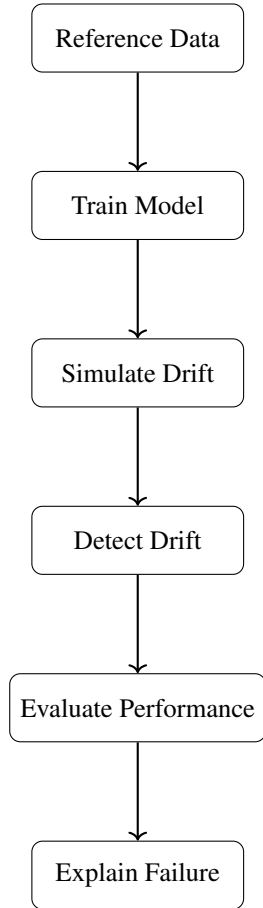 Reference Data
Train Model
Simulate Drift
Detect Drift
Evaluate Performance
Explain Failure